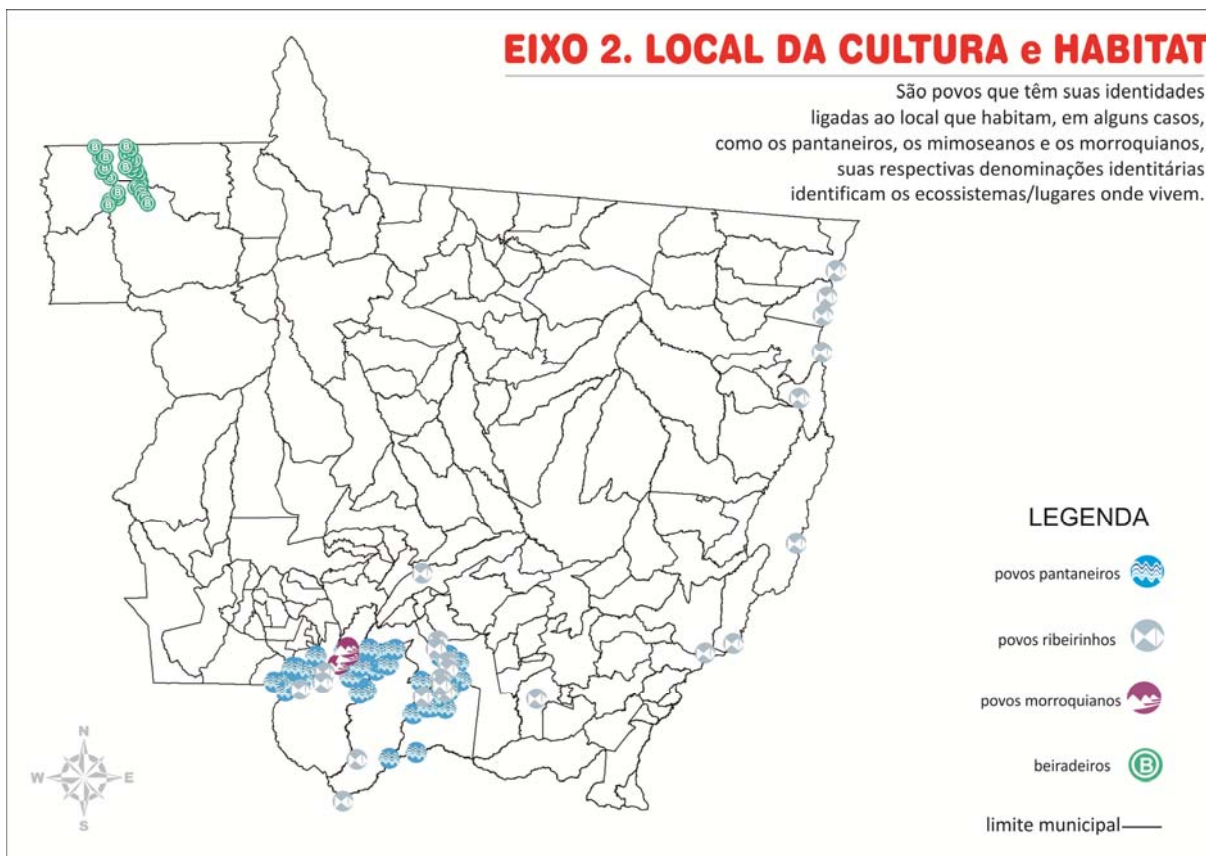 EIXO 2. LOCAL DA CULTURA e HABITAT
São povos que têm suas identidades
ligadas ao local que habitam, em alguns casos,
como os pantaneiros, os mimoseanos e os morroquianos,
suas respectivas denominações identitárias
identificam os ecossistemas/lugares onde vivem.
LEGENDA
povos pantaneiros
povos ribeirinhos
povos morroquianos
beiradeiros B
limite municipal
N
W E
S